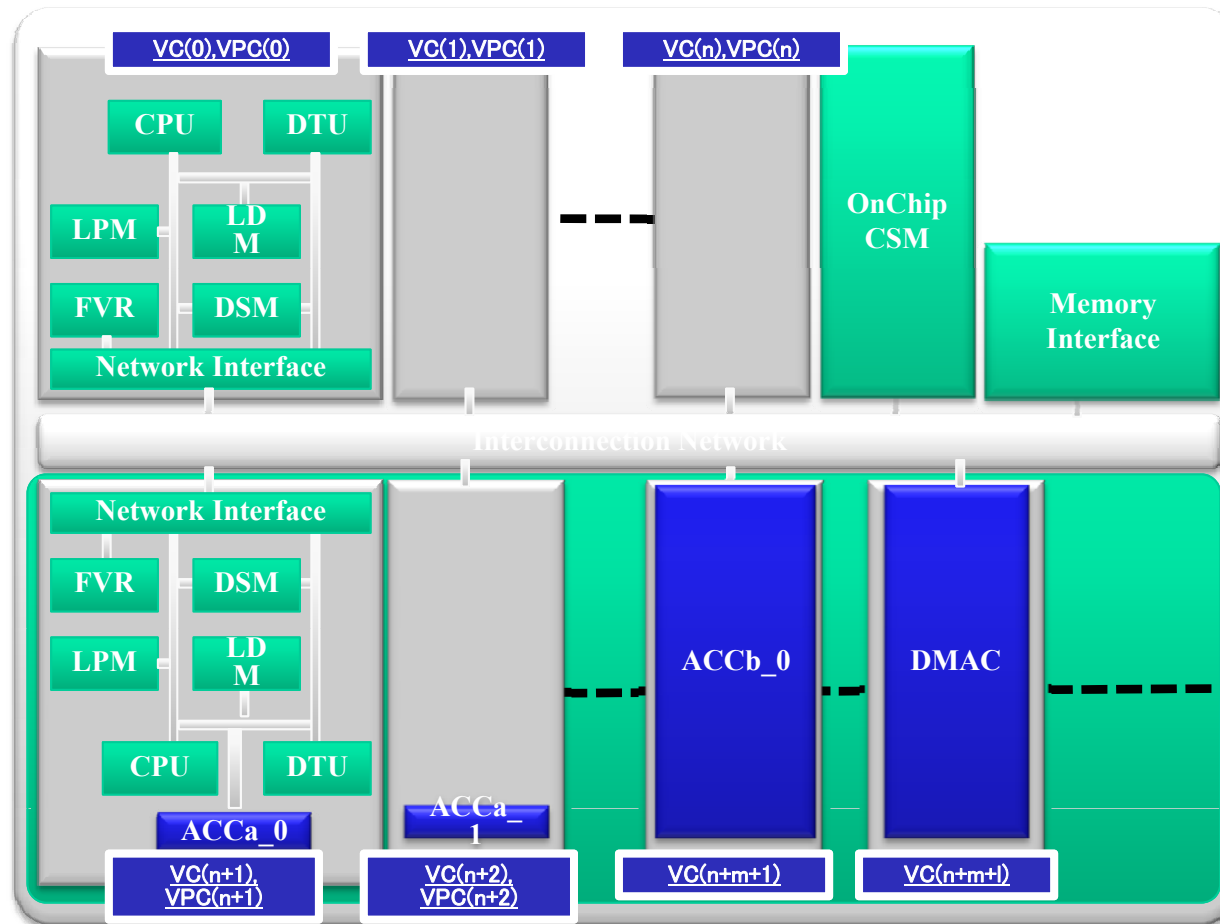 VC(0),VPC(0)
VC(1),VPC(1)
VC(n),VPC(n)
CPU
DTU
LPM
LD
M
FVR
DSM
Network Interface
OnChip
CSM
Memory
Interface
Interconnection Network
Network Interface
FVR
DSM
LPM
LD
M
CPU
DTU
ACCa_0
ACCa_
1
ACCb_0
DMAC
VC(n+1),
VPC(n+1)
VC(n+2),
VPC(n+2)
VC(n+m+1)
VC(n+m+l)